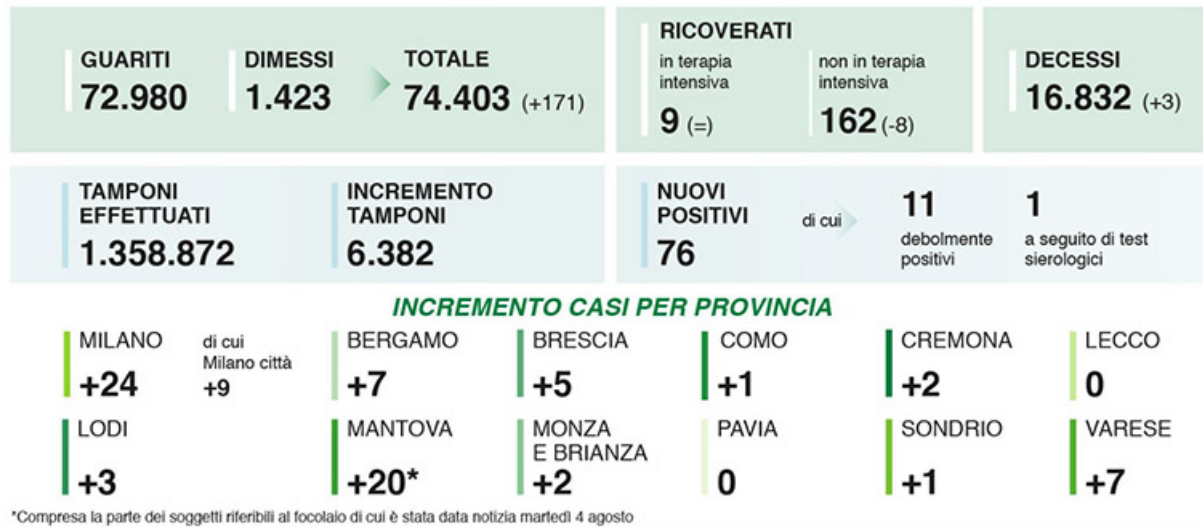 GUARITI
72.980
DIMESSI
1.423
TOTALE
74.403 (+171)
RICOVERATI
in terapia
intensiva
9 (=)
non in terapia
intensiva
162 (-8)
DECESSI
16.832 (+3)
TAMPONI
EFFETTUATI
1.358.872
INCREMENTO
TAMPONI
6.382
NUOVI
POSITIVI
76
di cui
11
debolmente
positivi
1
a seguito di test
sierologici
INCREMENTO CASI PER PROVINCIA
MILANO
+24
di cui
Milano città
+9
BERGAMO
+7
BRESCIA
+5
COMO
+1
CREMONA
+2
LECCO
0
LODI
+3
MANTOVA
+20*
MONZA
E BRIANZA
+2
PAVIA
0
SONDRIO
+1
VARESE
+7
*Compresa la parte dei soggetti riferibili al focolaio di cui è stata data notizia martedì 4 agosto